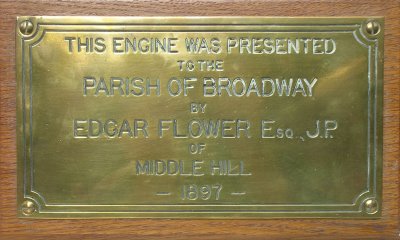 THIS ENGINE WAS PRESENTED
TO THE
PARISH OF BROADWAY
BY
EDGAR FLOWER ESQ., J.P.
OF
MIDDLE HILL
— 1897 —